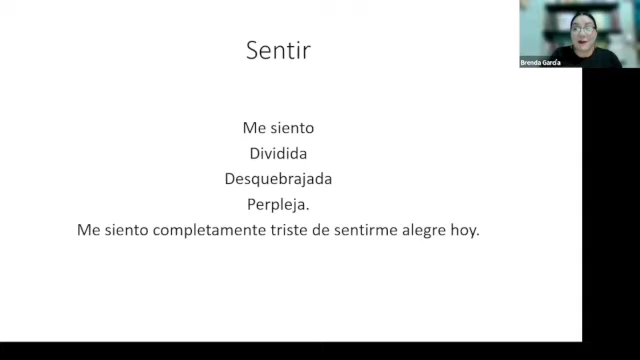 Sentir
Brenda García
Me siento
Dividida
Desquebrajada
Perpleja.
Me siento completamente triste de sentirme alegre hoy.